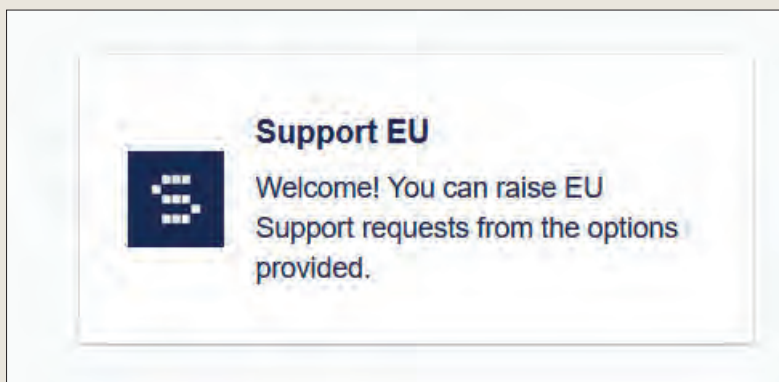 Support EU
Welcome! You can raise EU
Support requests from the options
provided.